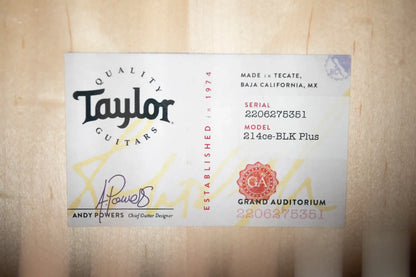 QUALITY
Taylor
GUITARS
A Powers
ANDY POWERS Chief Guitar Designer
ESTABLISHED in 1974
MADE in TECATE,
BAJA CALIFORNIA, MX
SERIAL
2206275351
MODEL
214ce-BLK Plus
GA
GRAND AUDITORIUM
2206275351